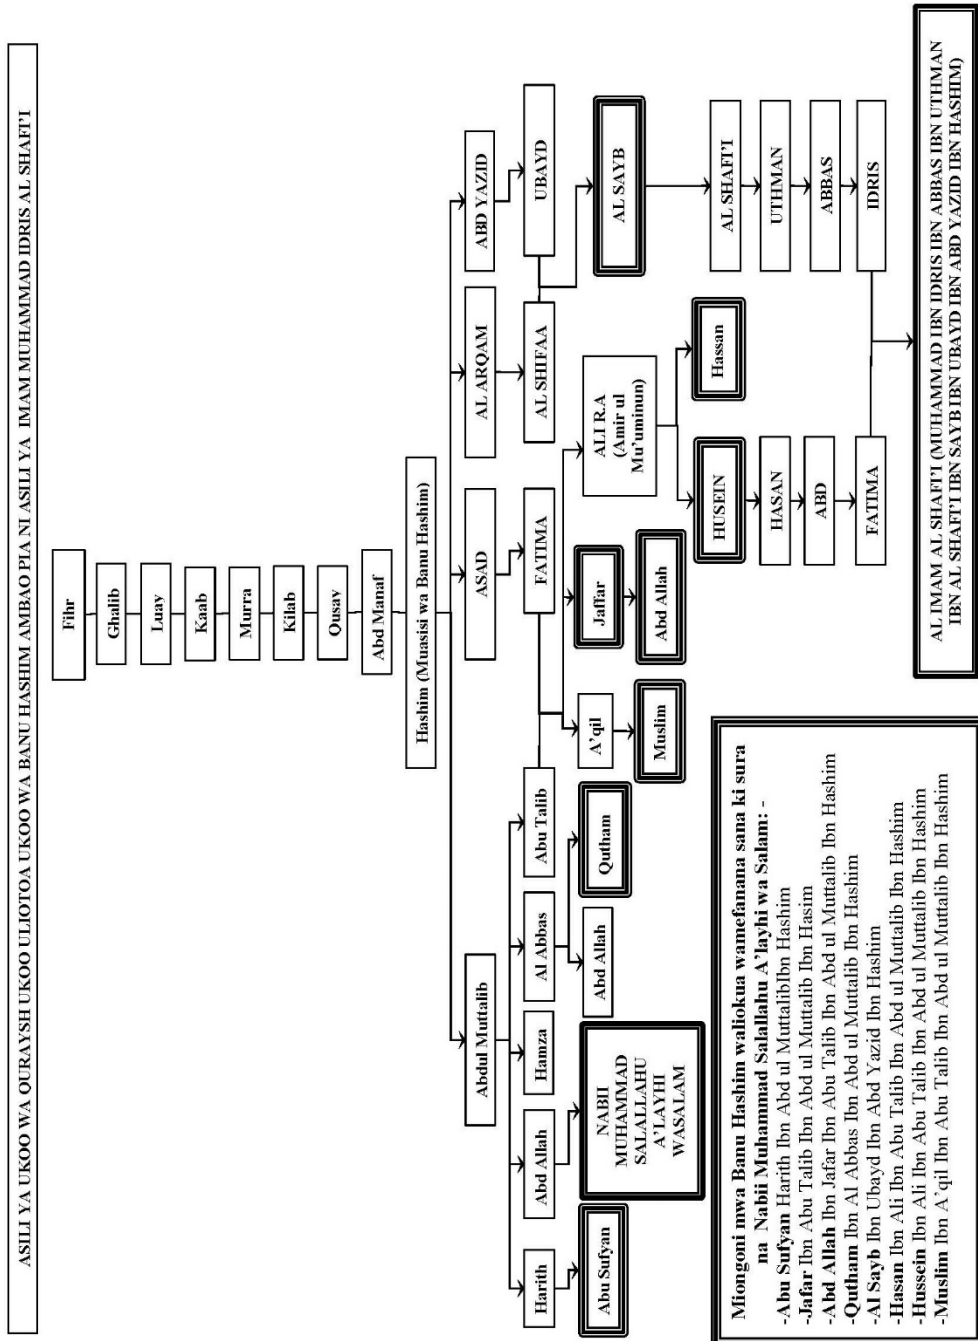 ASILI YA UKOO WA QURAYSH UKOO ULIOTOA UKOO WA BANU HASHIM AMBAO PIA NI ASILI YA IMAM MUHAMMAD IDRIS AL SHAFI'I
Fihr
Ghalib
Luay
Kaab
Murra
Kilab
Qusav
Abd Manaf
Hashim (Muasisi wa Banu Hashim)
Abdul Muttalib
ASAD
AL ARQAM
ABD YAZID
Harith
Abd Allah
Hamza
Al Abbas
Abu Talib
FATIMA
AL SHIFAA
UBAYD
Abu Sufyan
NABII
MUHAMMAD
SALALLAHU
A'LAYHI
WASALAM
Abd Allah
Qutham
A'qil
Muslim
Jaffar
Abd Allah
ALI R.A
(Amir ul
Mu'uminun)
HUSEIN
Hassan
AL SAYB
HASAN
ABD
FATIMA
AL SHAFI'I
UTHMAN
ABBAS
IDRIS
Miongoni mwa Banu Hashim waliokua wamefanana sana ki sura
na Nabii Muhammad Salallahu A'layhi wa Salam: -
-Abu Sufyan Harith Ibn Abd ul MuttalibIbn Hashim
-Jafar Ibn Abu Talib Ibn Abd ul Muttalib Ibn Hasim
-Abd Allah Ibn Jafar Ibn Abu Talib Ibn Abd ul Muttalib Ibn Hashim
-Qutham Ibn Al Abbas Ibn Abd ul Muttalib Ibn Hashim
-Al Sayb Ibn Ubayd Ibn Abd Yazid Ibn Hashim
-Hasan Ibn Ali Ibn Abu Talib Ibn Abd ul Muttalib Ibn Hashim
-Hussein Ibn Ali Ibn Abu Talib Ibn Abd ul Muttalib Ibn Hashim
-Muslim Ibn A'qil Ibn Abu Talib Ibn Abd ul Muttalib Ibn Hashim
AL IMAM AL SHAFI'I (MUHAMMAD IBN IDRIS IBN ABBAS IBN UTHMAN
IBN AL SHAFI'I IBN SAYB IBN UBAYD IBN ABD YAZID IBN HASHIM)